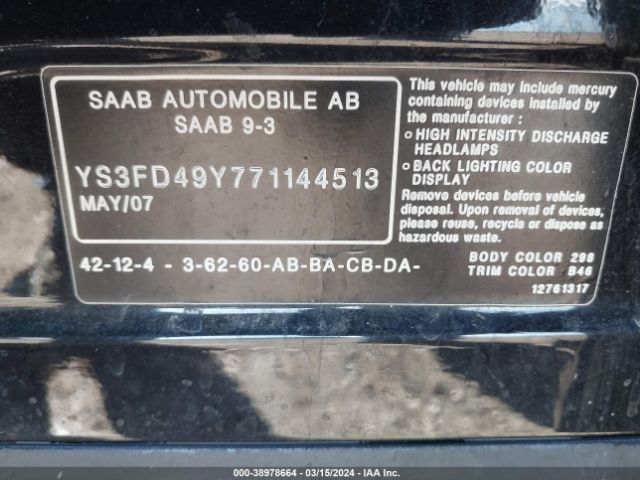 SAAB AUTOMOBILE AB
SAAB 9-3
YS3FD49Y771144513
MAY/07
42-12-4 - 3-62-60-AB-BA-CB-DA-
This vehicle may include mercury
containing devices installed by
the manufacturer :
o HIGH INTENSITY DISCHARGE
HEADLAMPS
o BACK LIGHTING COLOR
DISPLAY
Remove devices before vehicle
disposal. Upon removal of devices,
please reuse, recycle or dispose as
hazardous waste.
BODY COLOR 298
TRIM COLOR B46
12761317
000-38978664 - 03/15/2024 - IAAI.COM